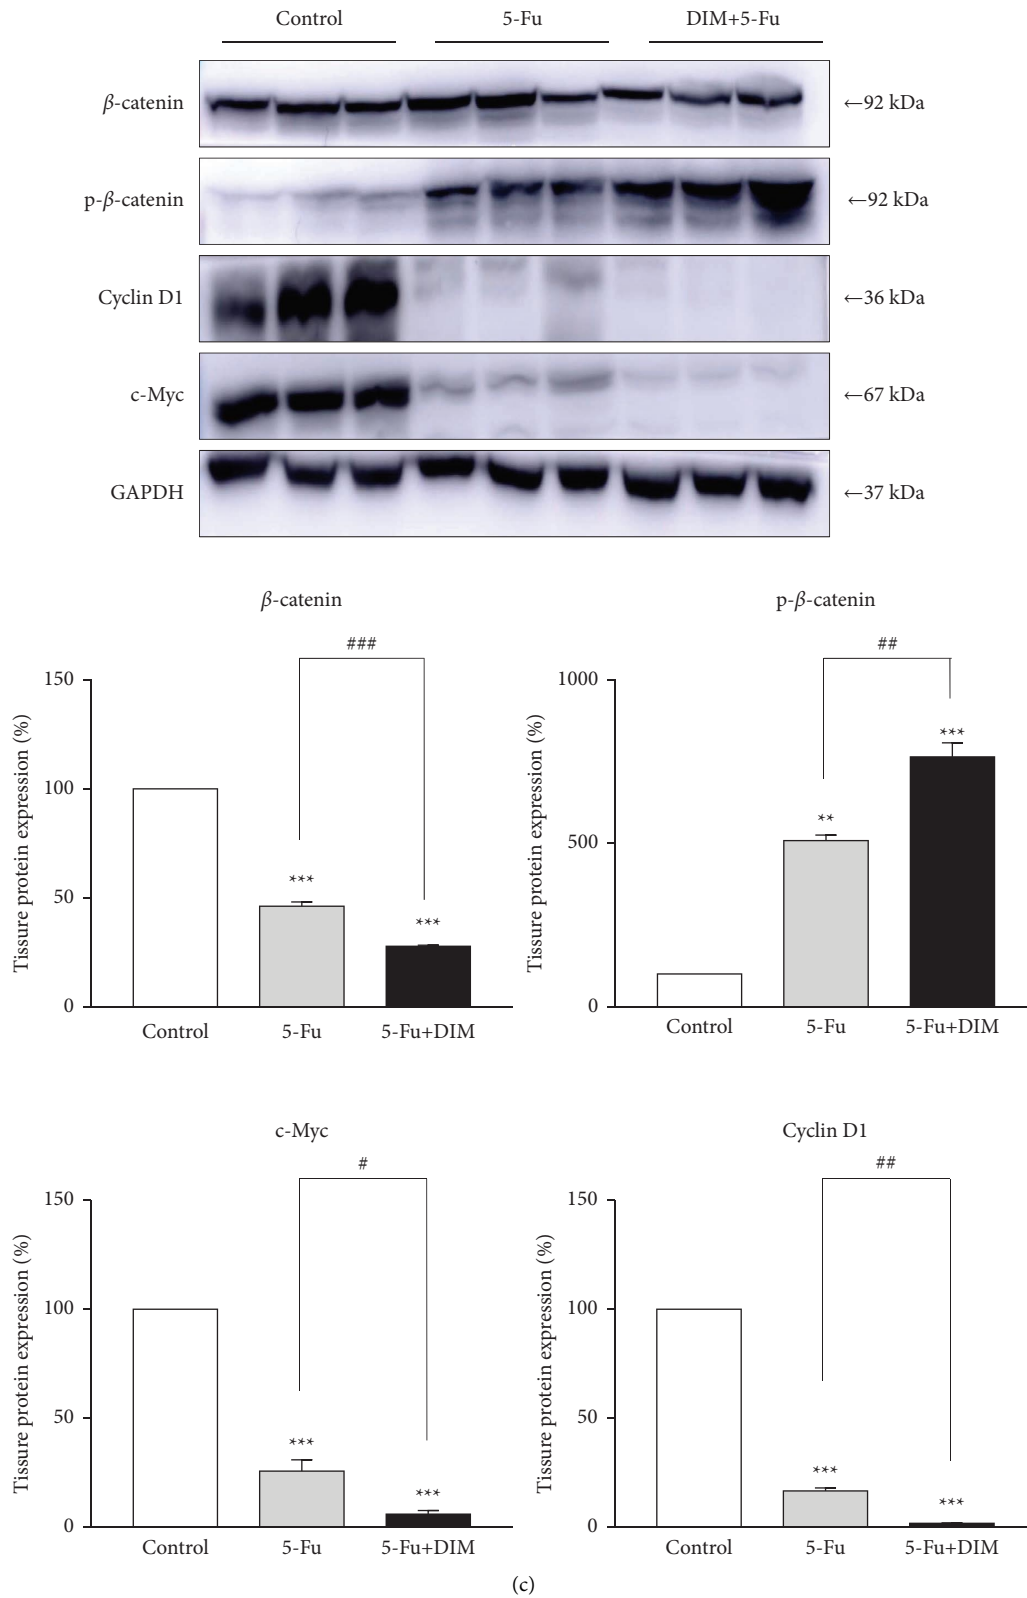 Control 5-Fu DIM+5-Fu
β-catenin ←92 kDa
p-β-catenin ←92 kDa
Cyclin D1 ←36 kDa
c-Myc ←67 kDa
GAPDH ←37 kDa
β-catenin
###
150
100
50
0
Tissure protein expression (%)
***
***
Control 5-Fu 5-Fu+DIM
p-β-catenin
##
1000
500
0
Tissure protein expression (%)
**
***
Control 5-Fu 5-Fu+DIM
c-Myc
#
150
100
50
0
Tissure protein expression (%)
***
***
Control 5-Fu 5-Fu+DIM
Cyclin D1
##
150
100
50
0
Tissure protein expression (%)
***
***
Control 5-Fu 5-Fu+DIM
(c)